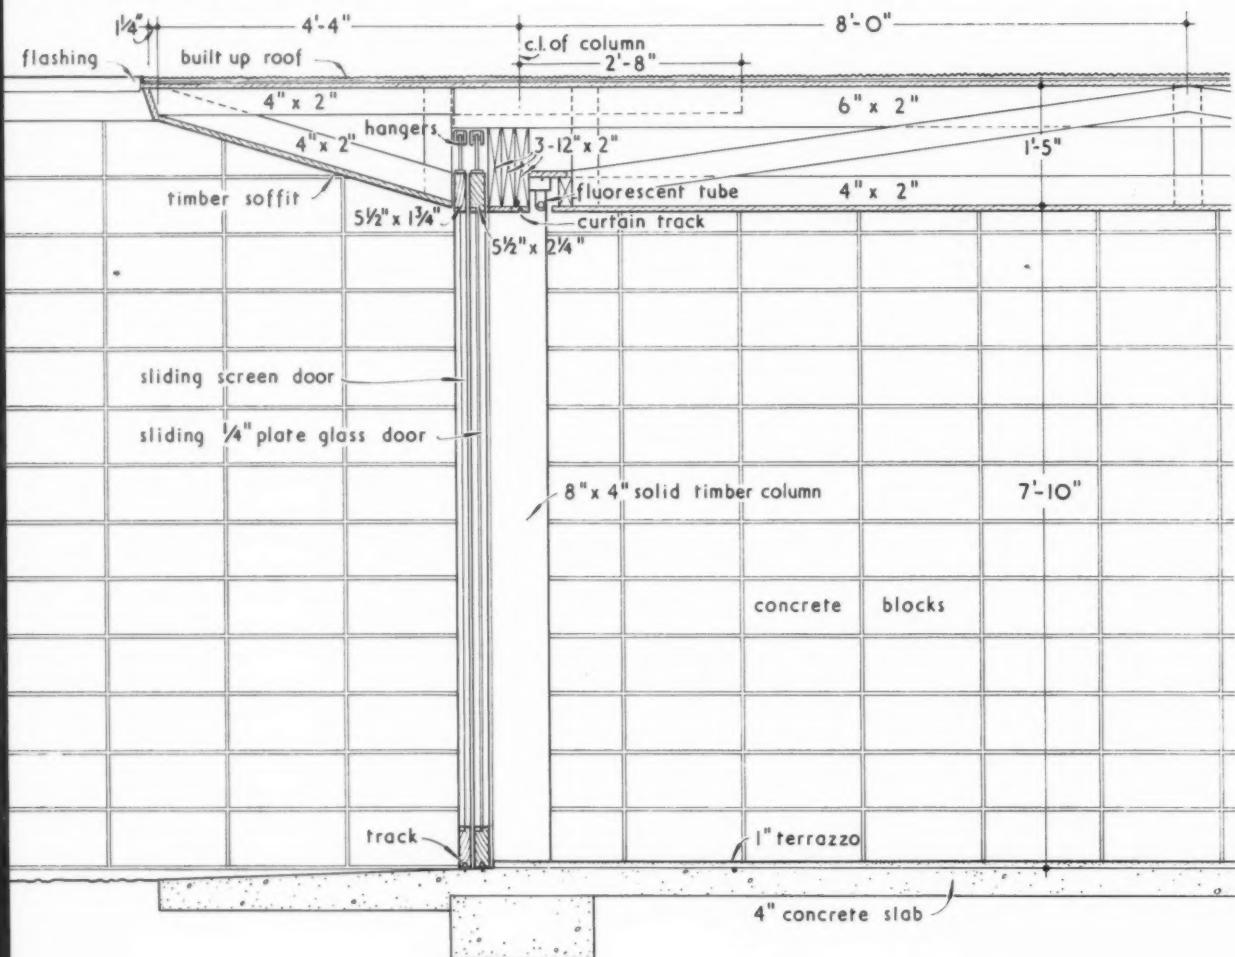 1¼"
4'-4"
8'-0"
c.l. of column
2'-8"
flashing
built up roof
4" x 2"
6" x 2"
hangers
4" x 2"
3-12" x 2"
1'-5"
timber soffit
fluorescent tube
4" x 2"
5½" x 1¾"
curtain track
5½" x 2¼"
sliding screen door
sliding ¼" plate glass door
8" x 4" solid timber column
7'-10"
concrete blocks
track
1" terrazzo
4" concrete slab